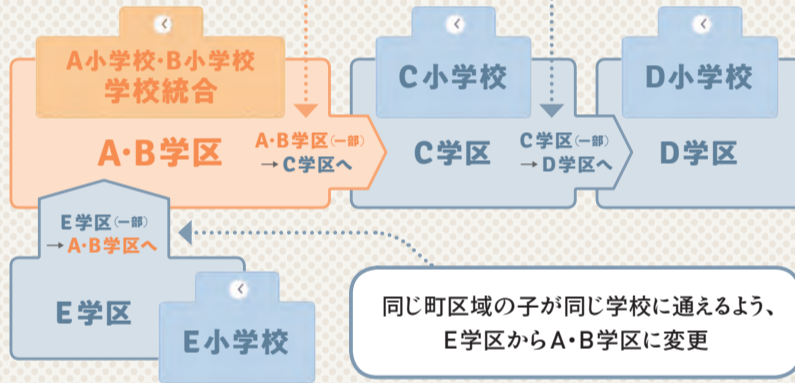 A小学校・B小学校
学校統合
A・B学区
A・B学区(一部)
→C学区へ
C小学校
C学区
C学区(一部)
→D学区へ
D小学校
D学区
E学区(一部)
→A・B学区へ
E学区
E小学校
同じ町区域の子が同じ学校に通えるよう、
E学区からA・B学区に変更